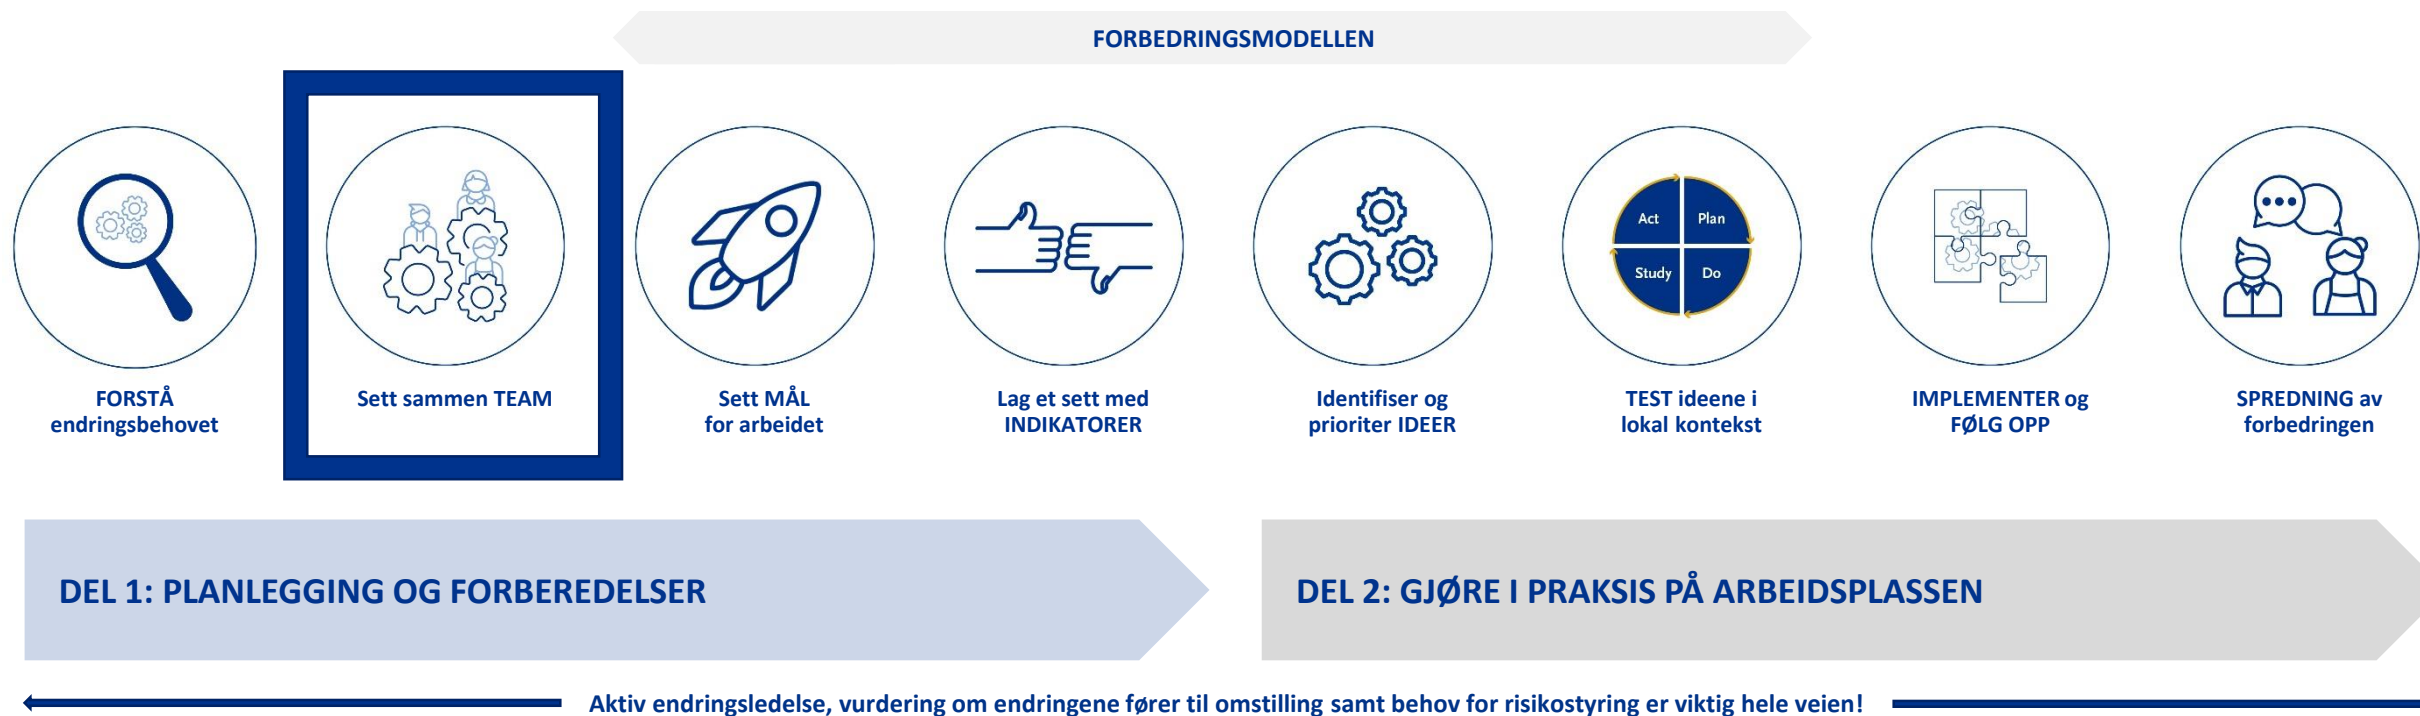 FORBEDRINGSMODELLEN
FORSTÅ
endringsbehovet
Sett sammen TEAM
Sett MÅL
for arbeidet
Lag et sett med
INDIKATORER
Identifiser og
prioriter IDEER
Act
Plan
Study
Do
TEST ideene i
lokal kontekst
IMPLEMENTER og
FØLG OPP
SPREDNING av
forbedringen
DEL 1: PLANLEGGING OG FORBEREDELSER
DEL 2: GJØRE I PRAKSIS PÅ ARBEIDSPLASSEN
Aktiv endringsledelse, vurdering om endringene fører til omstilling samt behov for risikostyring er viktig hele veien!